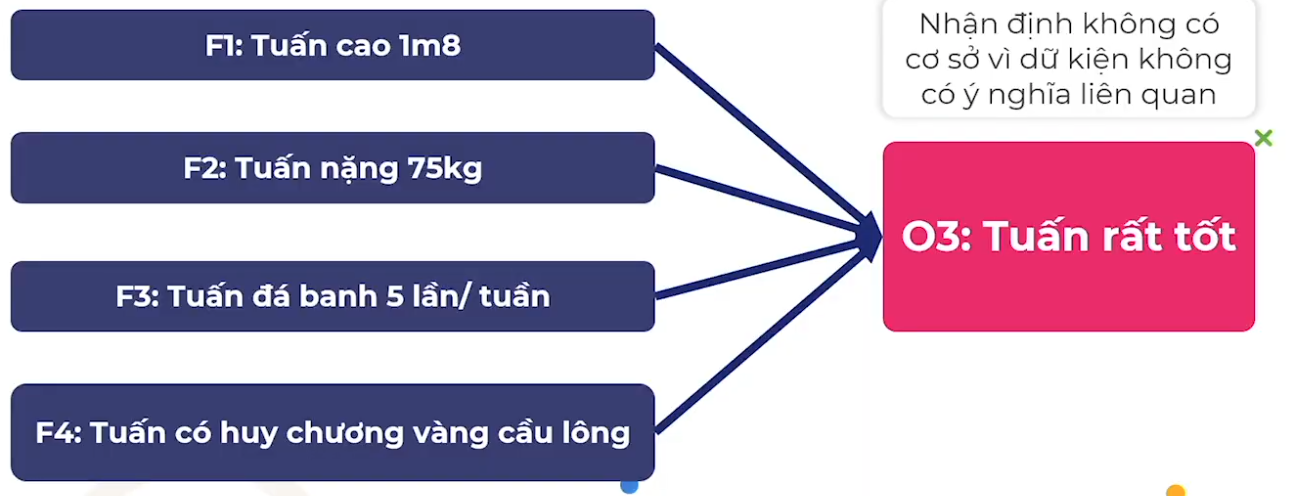 F1: Tuấn cao 1m8
F2: Tuấn nặng 75kg
F3: Tuấn đá banh 5 lần/ tuần
F4: Tuấn có huy chương vàng cầu lông
Nhận định không có
cơ sở vì dữ kiện không
có ý nghĩa liên quan
O3: Tuấn rất tốt